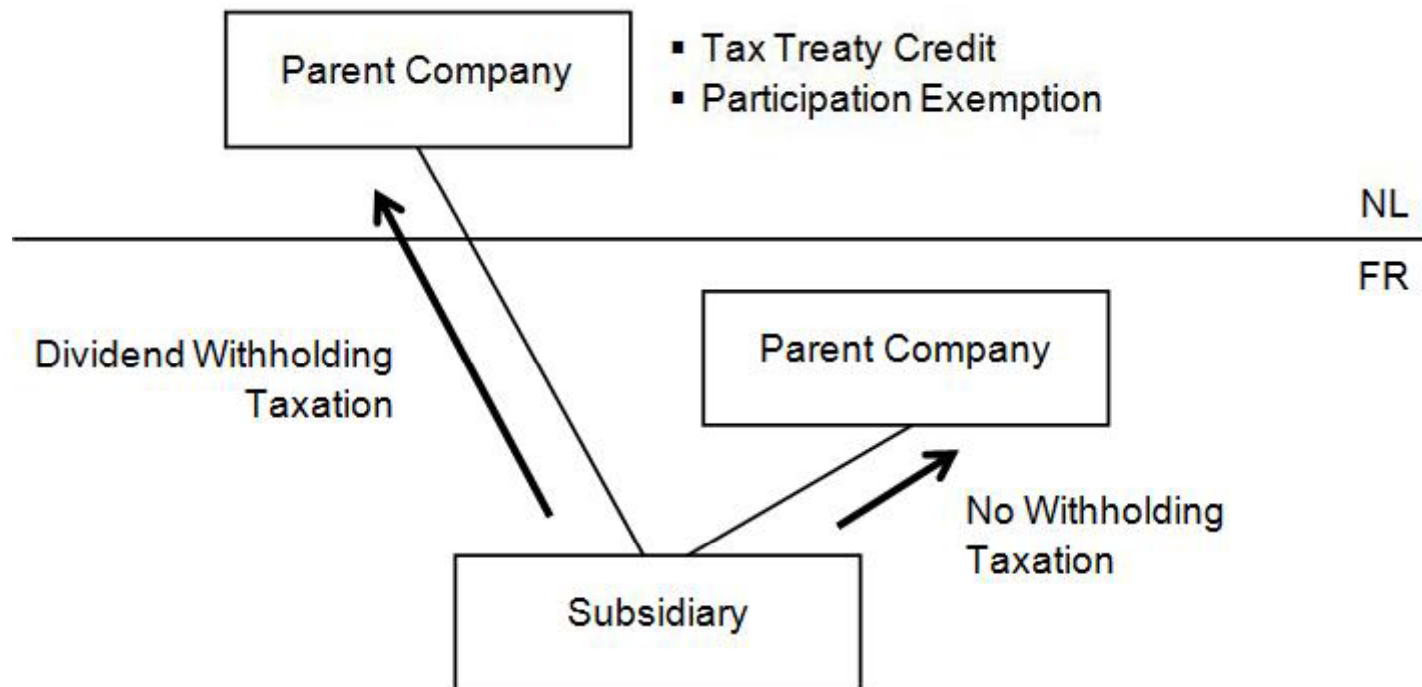 Parent Company
▪ Tax Treaty Credit
▪ Participation Exemption
NL
FR
Dividend Withholding
Taxation
Parent Company
No Withholding
Taxation
Subsidiary